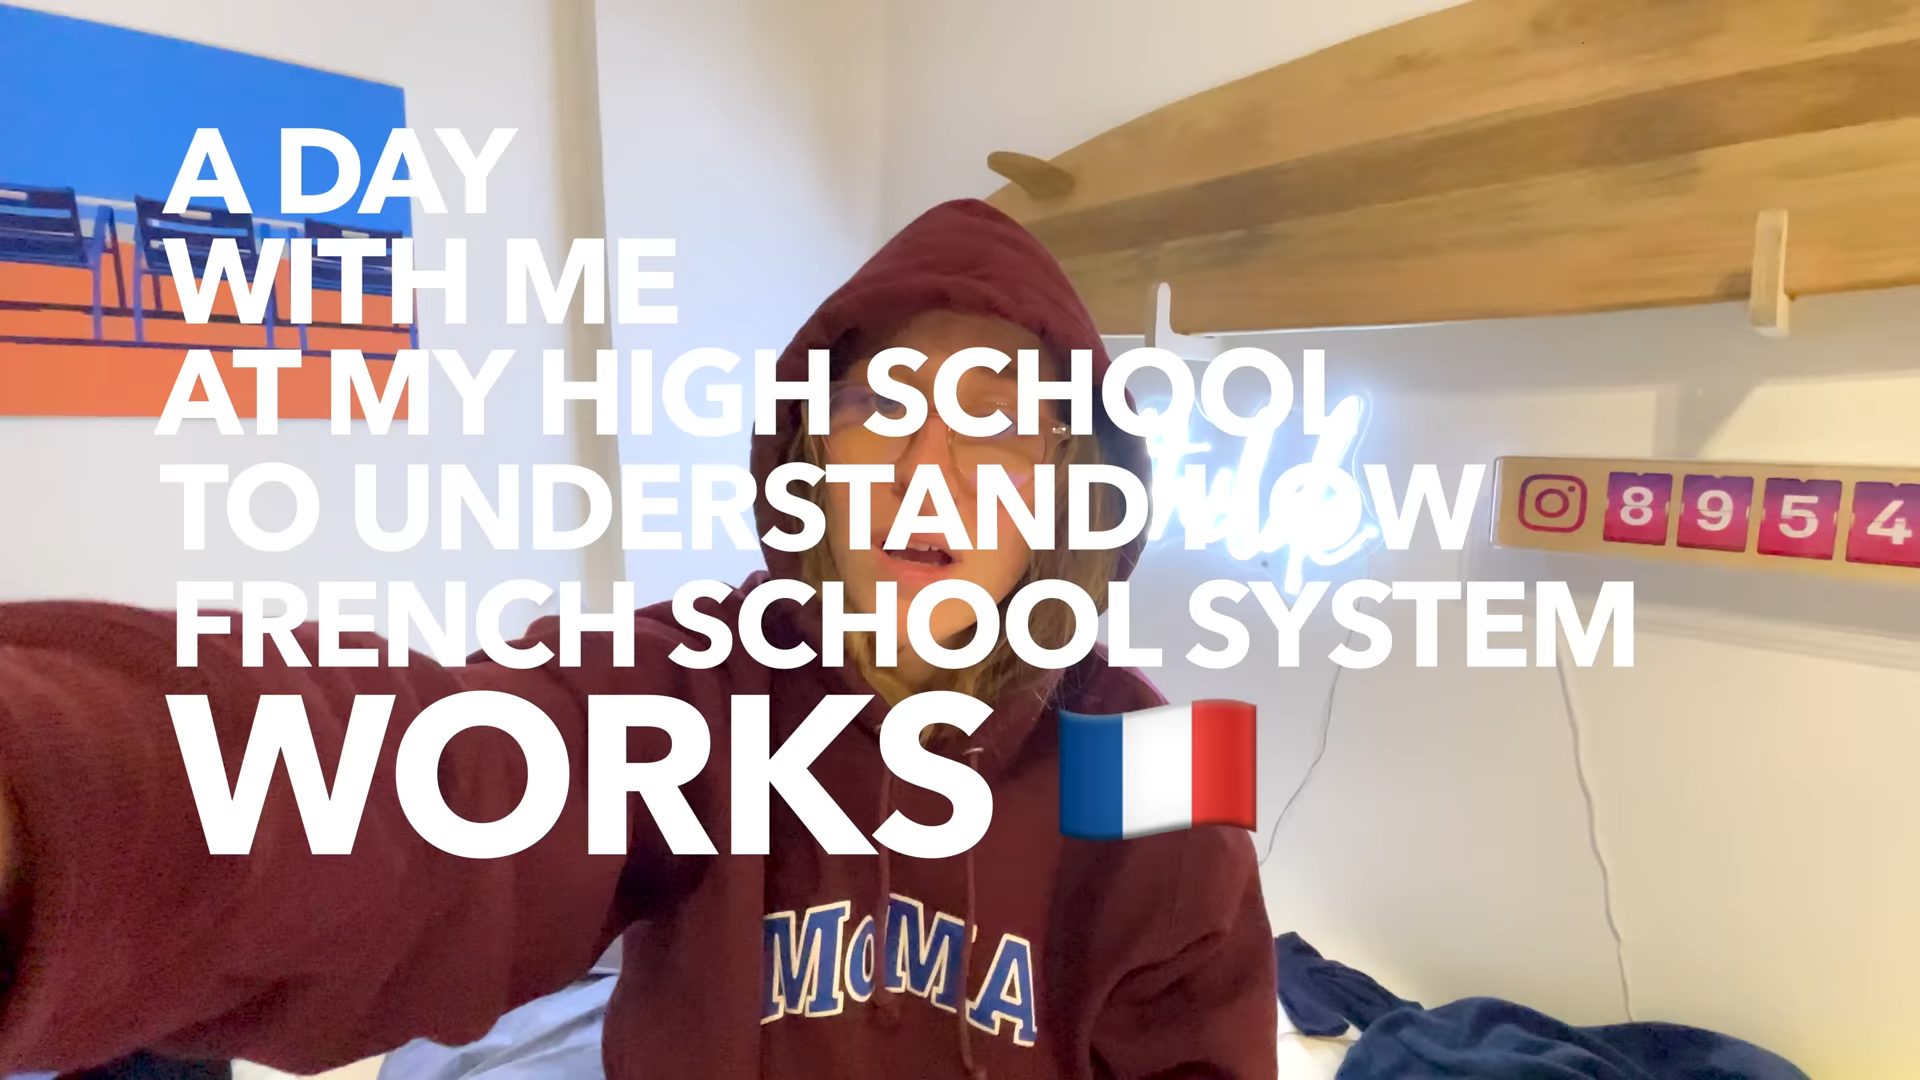 A DAY
WITH ME
AT MY HIGH SCHOOL
TO UNDERSTAND HOW
FRENCH SCHOOL SYSTEM
WORKS
8954
MoMA